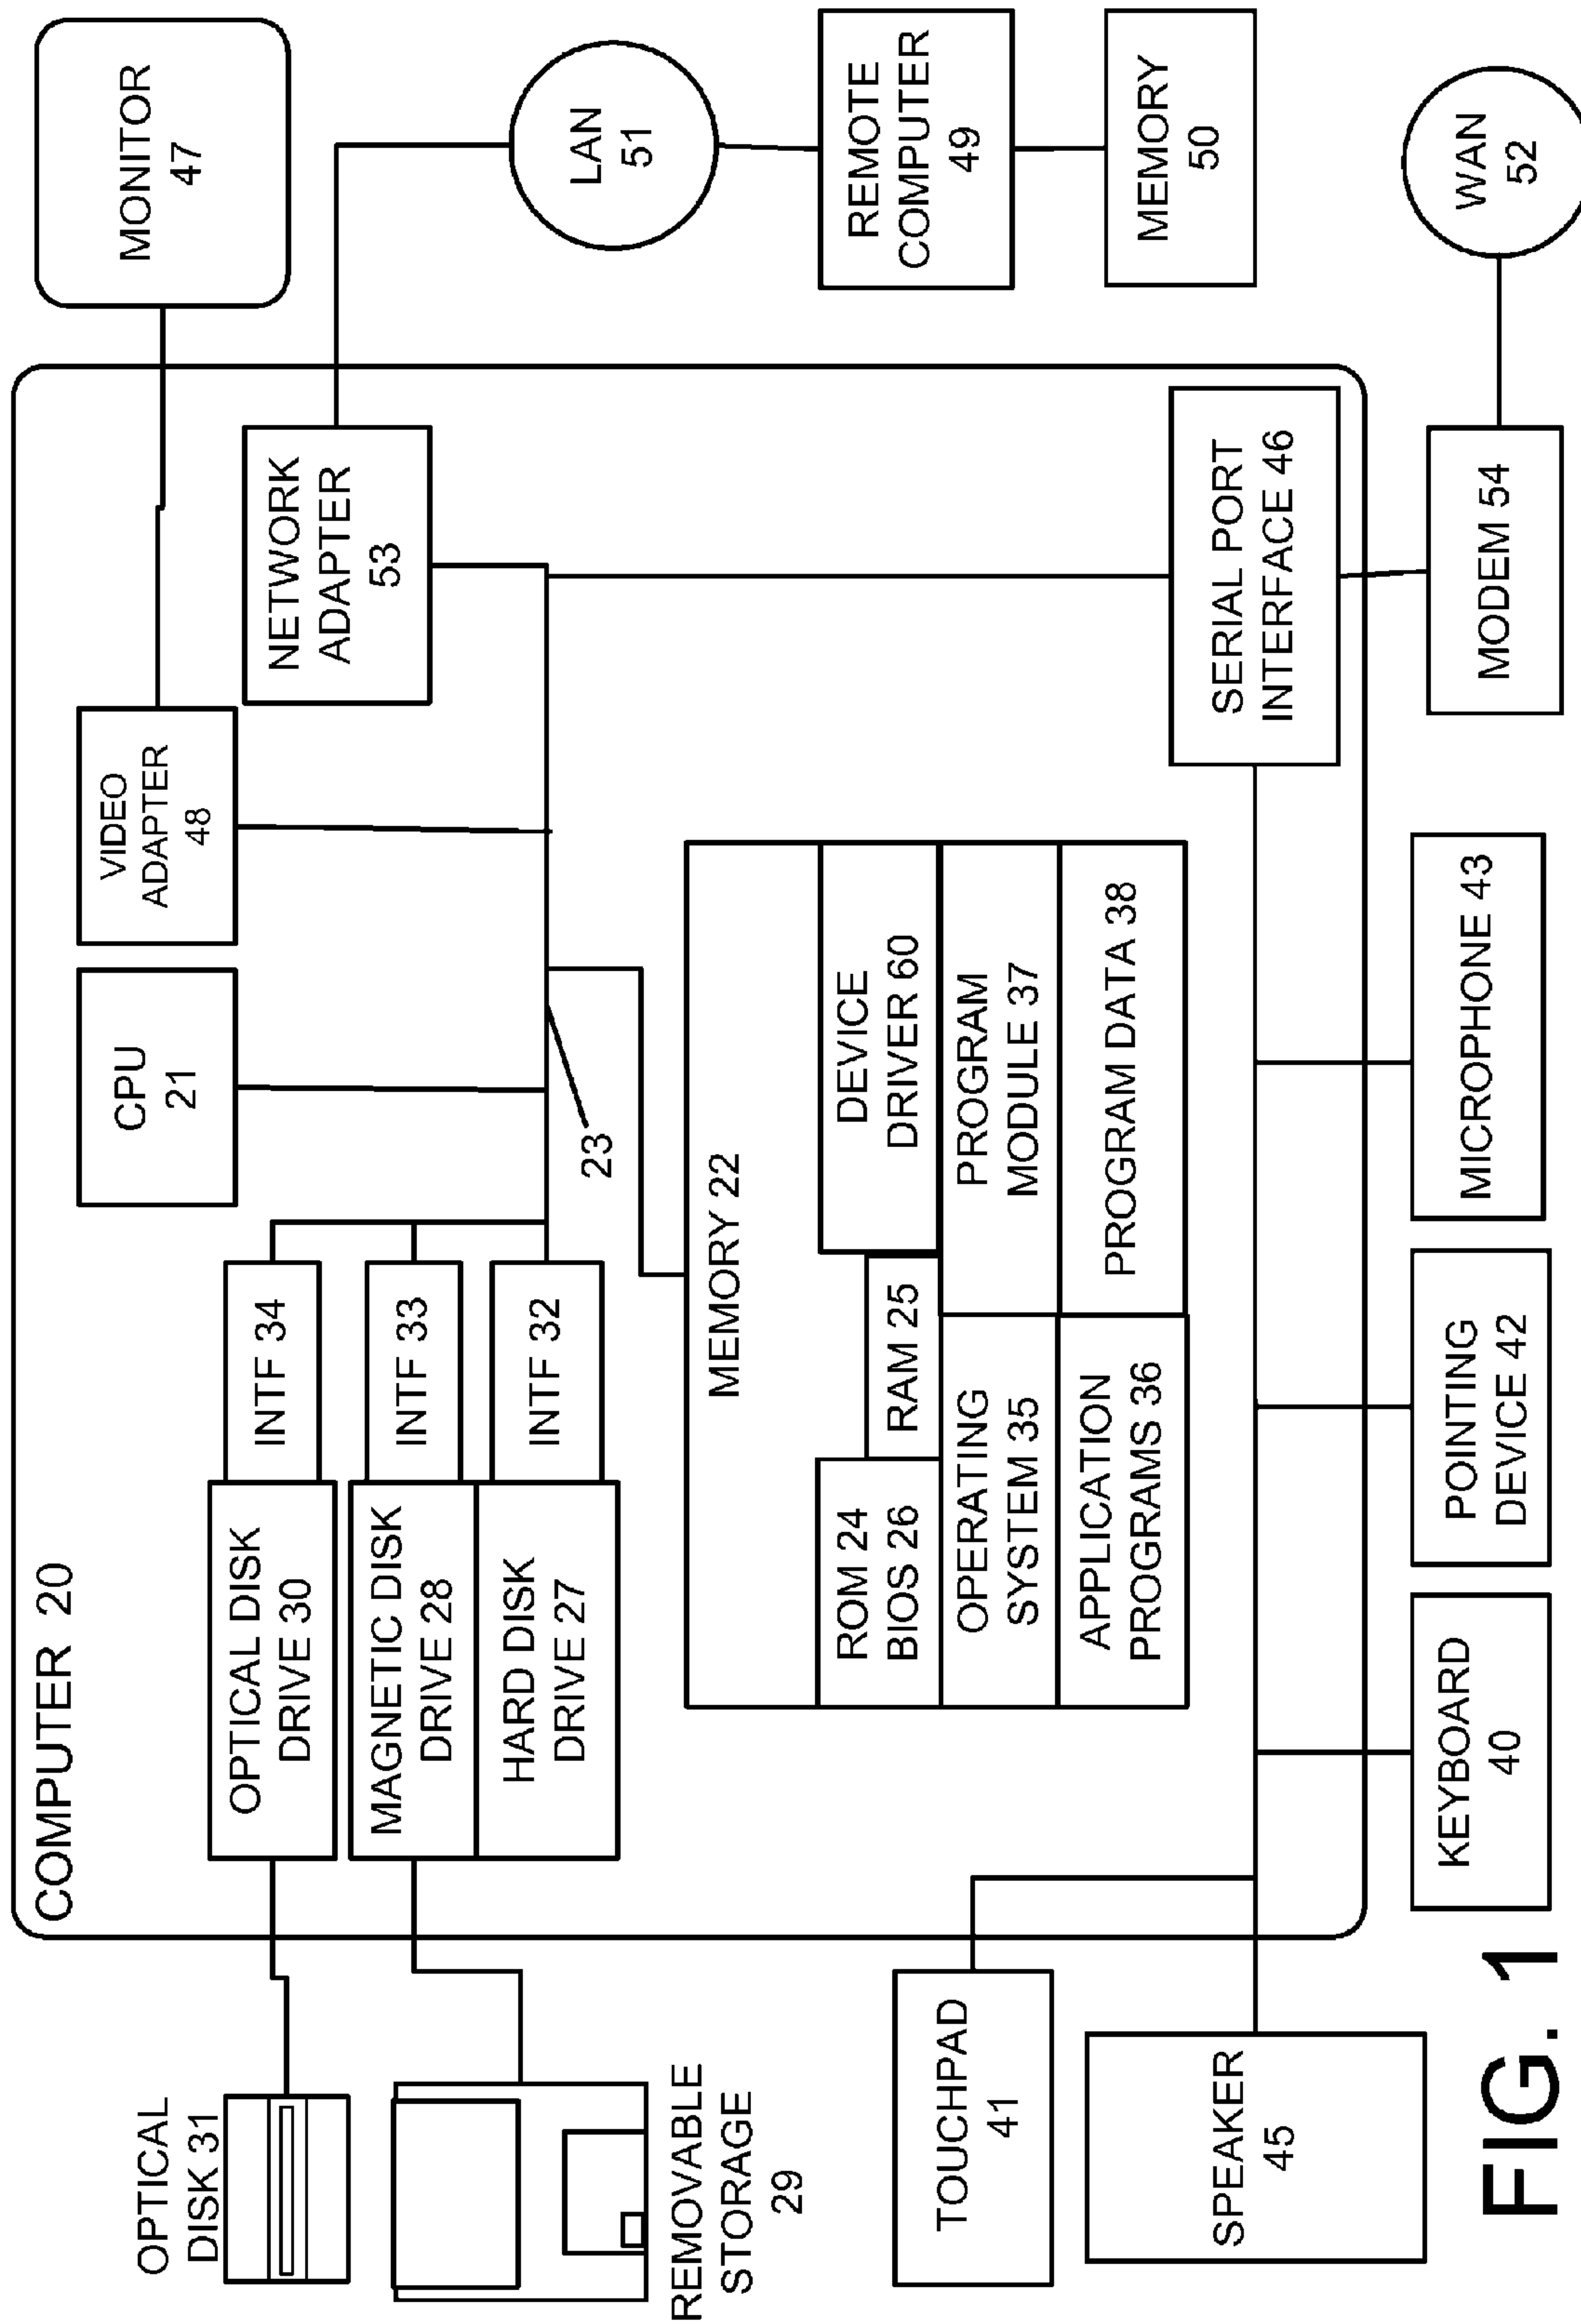 COMPUTER 20
MONITOR
47
VIDEO
ADAPTER
48
CPU
21
NETWORK
ADAPTER
53
OPTICAL
DISK 31
OPTICAL DISK
DRIVE 30
INTF 34
MAGNETIC DISK
DRIVE 28
INTF 33
HARD DISK
DRIVE 27
INTF 32
23
REMOVABLE
STORAGE
29
LAN
51
REMOTE
COMPUTER
49
MEMORY
50
MEMORY 22
ROM 24
BIOS 26
RAM 25
DEVICE
DRIVER 60
OPERATING
SYSTEM 35
PROGRAM
MODULE 37
APPLICATION
PROGRAMS 36
PROGRAM DATA 38
TOUCHPAD
41
SPEAKER
45
SERIAL PORT
INTERFACE 46
KEYBOARD
40
POINTING
DEVICE 42
MICROPHONE 43
MODEM 54
WAN
52
FIG. 1